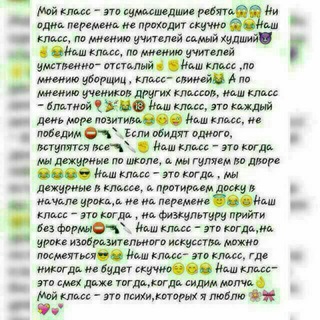 Мой класс - это сумасшедшие ребята😱😱 Ни
одна перемена не проходит скучно 😂😂Наш
класс, по мнению учителей самый худший😈
✌😂Наш класс, по мнению учителей
умственно- отсталый☝✊Наш класс ,по
мнению уборщиц , класс- свиней😹 А по
мнению учеников других классов, наш класс
- блатной🎈🎉😹🔞 Наш класс, это каждый
день море позитива😂😋😂 Наш класс, не
победим ⛔🔫🔪Если обидят одного,
вступятся все🔫🔪✊ Наш класс - это когда
мы дежурные по школе, а мы гуляем во дворе
😂😂😂😎 Наш класс - это когда , мы
дежурные в классе, а протираем доску в
начале урока,а не на перемене 😇😂😂Наш
класс - это когда , на физкультуру прийти
без формы⛔🔫🔪 Наш класс - это когда,на
уроке изобразительного искусства можно
посмеяться😎😂 Наш класс- это класс, где
никогда не будет скучно😏😋😂 Наш класс-
это смех даже тогда,когда сидим молча👌
Мой класс - это психи,которых я люблю 🙊🎀
💘💕